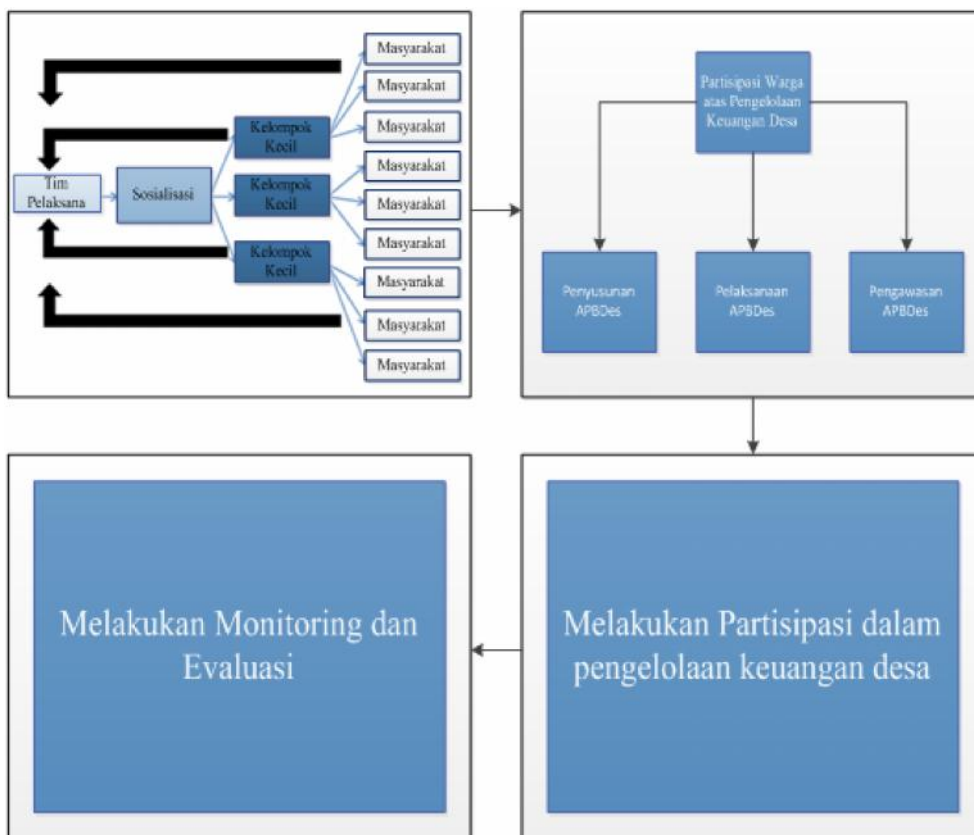 Masyarakat
Masyarakat
Masyarakat
Masyarakat
Masyarakat
Masyarakat
Masyarakat
Masyarakat
Masyarakat
Kelompok
Kecil
Kelompok
Kecil
Kelompok
Kecil
Tim
Pelaksana
Sosialisasi
Partisipasi Warga
atas Pengelolaan
Keuangan Desa
Penyusunan
APBDes
Pelaksanaan
APBDes
Pengawasan
APBDes
Melakukan Monitoring dan
Evaluasi
Melakukan Partisipasi dalam
pengelolaan keuangan desa